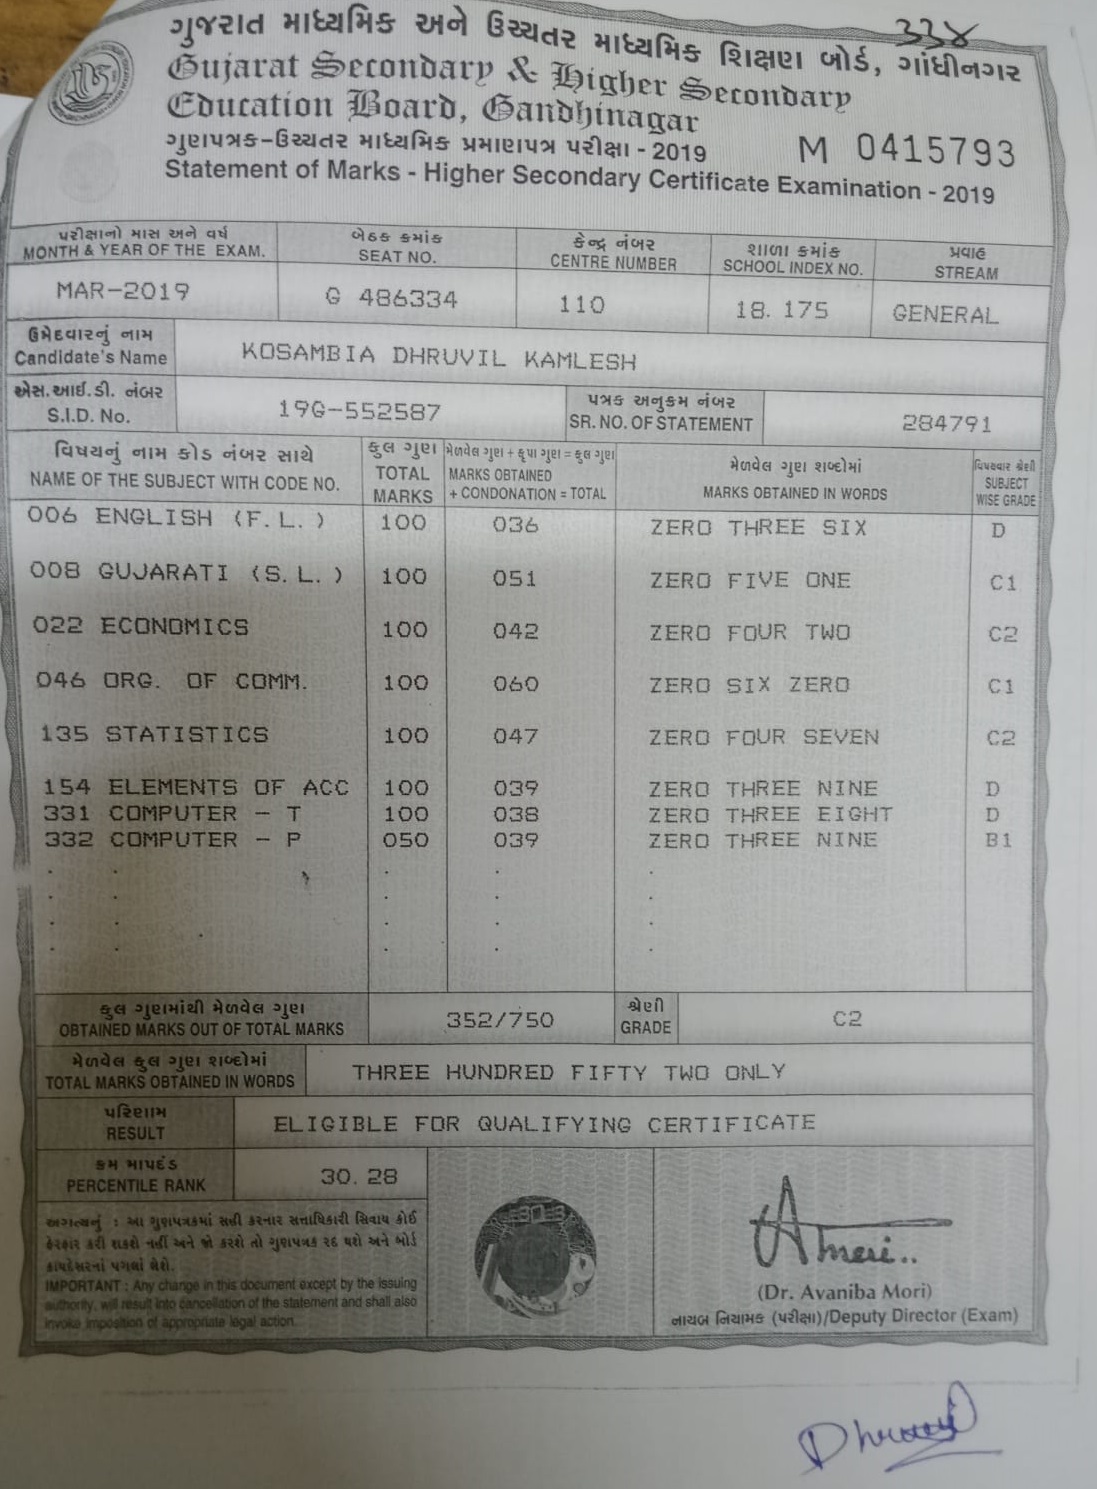 ૩૩૪
ગુજરાત માધ્યમિક અને ઉચ્ચતર માધ્યમિક શિક્ષણ બોર્ડ, ગાંધીનગર
Gujarat Secondary & Higher Secondary
Education Board, Gandhinagar
ગુણપત્રક-ઉચ્ચતર માધ્યમિક પ્રમાણપત્ર પરીક્ષા - 2019 M 0415793
Statement of Marks - Higher Secondary Certificate Examination - 2019
પરીક્ષાનો માસ અને વર્ષ બેઠક ક્રમાંક કેન્દ્ર નંબર શાળા ક્રમાંક પ્રવાહ
MONTH & YEAR OF THE EXAM. SEAT NO. CENTRE NUMBER SCHOOL INDEX NO. STREAM
MAR-2019 G 486334 110 18. 175 GENERAL
ઉમેદવારનું નામ
Candidate's Name KOSAMBIA DHRUVIL KAMLESH
એસ.આઈ.ડી. નંબર પત્રક અનુક્રમ નંબર
S.I.D. No. 19G-552587 SR. NO. OF STATEMENT 284791
વિષયનું નામ કોડ નંબર સાથે કુલ ગુણ મેળવેલ ગુણ + કૃપા ગુણ = કુલ ગુણ મેળવેલ ગુણ શબ્દોમાં વિષયવાર શ્રેણી
NAME OF THE SUBJECT WITH CODE NO. TOTAL MARKS MARKS OBTAINED + CONDONATION = TOTAL MARKS OBTAINED IN WORDS SUBJECT WISE GRADE
006 ENGLISH (F.L.) 100 036 ZERO THREE SIX D
008 GUJARATI (S.L.) 100 051 ZERO FIVE ONE C1
022 ECONOMICS 100 042 ZERO FOUR TWO C2
046 ORG. OF COMM. 100 060 ZERO SIX ZERO C1
135 STATISTICS 100 047 ZERO FOUR SEVEN C2
154 ELEMENTS OF ACC 100 039 ZERO THREE NINE D
331 COMPUTER - T 100 038 ZERO THREE EIGHT D
332 COMPUTER - P 050 039 ZERO THREE NINE B1
કુલ ગુણમાંથી મેળવેલ ગુણ શ્રેણી
OBTAINED MARKS OUT OF TOTAL MARKS 352/750 GRADE C2
મેળવેલ કુલ ગુણ શબ્દોમાં
TOTAL MARKS OBTAINED IN WORDS THREE HUNDRED FIFTY TWO ONLY
પરિણામ
RESULT ELIGIBLE FOR QUALIFYING CERTIFICATE
ક્રમ માપદંડ
PERCENTILE RANK 30. 28
અગત્યનું : આ ગુણપત્રકમાં સહી કરનાર સત્તાધિકારી સિવાય કોઈ
ફેરફાર કરી શકશે નહીં અને જો કરશે તો ગુણપત્રક રદ થશે અને બોર્ડ
કાયદેસરનાં પગલાં લેશે.
IMPORTANT : Any change in this document except by the issuing
authority, will result into cancellation of the statement and shall also
invoke imposition of appropriate legal action.
(Dr. Avaniba Mori)
નાયબ નિયામક (પરીક્ષા)/Deputy Director (Exam)